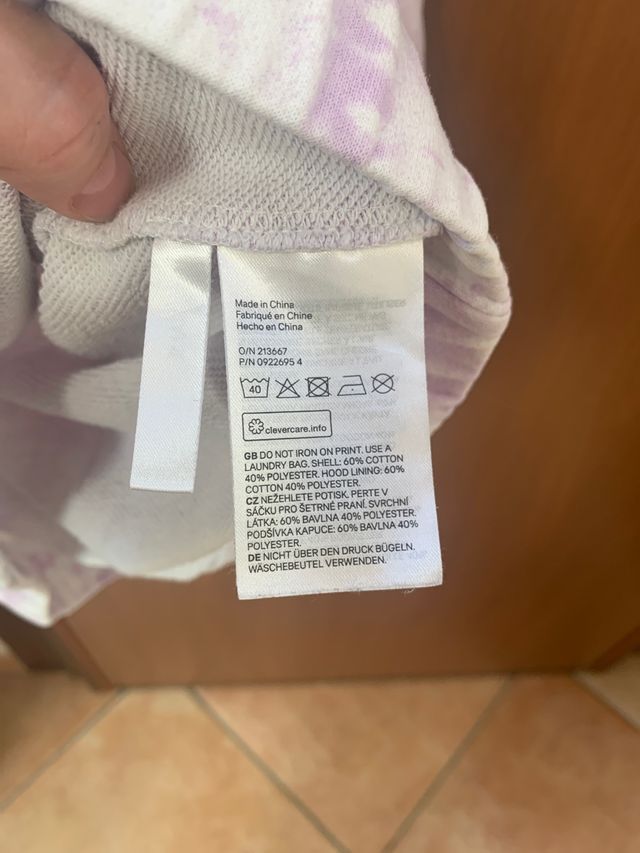 Made in China
Fabriqué en Chine
Hecho en China
O/N 213667
P/N 0922695 4
40
clevercare.info
GB DO NOT IRON ON PRINT. USE A
LAUNDRY BAG. SHELL: 60% COTTON
40% POLYESTER. HOOD LINING: 60%
COTTON 40% POLYESTER.
CZ NEŽEHLETE POTISK. PERTE V
SÁČKU PRO ŠETRNÉ PRANÍ. SVRCHNÍ
LÁTKA: 60% BAVLNA 40% POLYESTER.
PODŠÍVKA KAPUCE: 60% BAVLNA 40%
POLYESTER.
DE NICHT ÜBER DEN DRUCK BÜGELN.
WÄSCHEBEUTEL VERWENDEN.